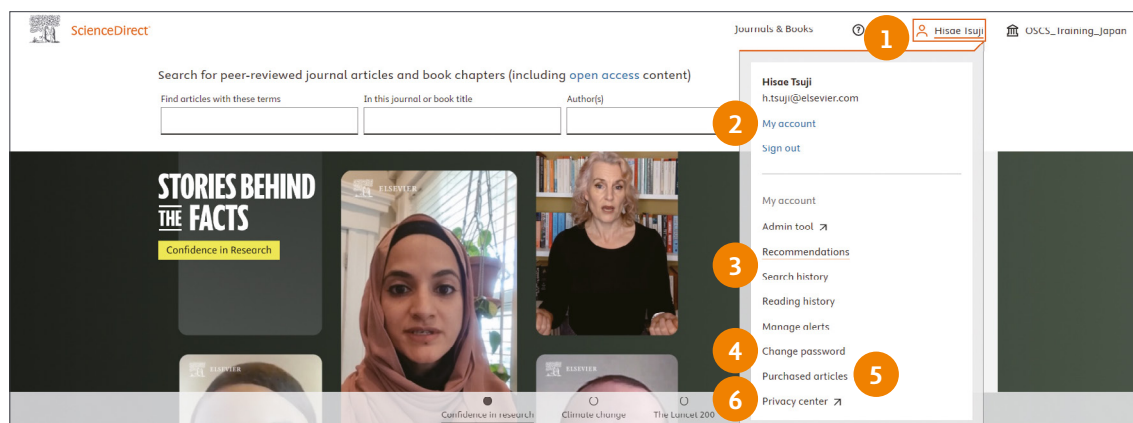 ScienceDirect
Journals & Books
?
1
Hisae Tsuji
OSCS_Training_Japan
Search for peer-reviewed journal articles and book chapters (including open access content)
Find articles with these terms
In this journal or book title
Author(s)
Hisae Tsuji
h.tsuji@elsevier.com
2
My account
Sign out
STORIES BEHIND
THE FACTS
Confidence in Research
ELSEVIER
My account
Admin tool ↗
Recommendations
3
Search history
Reading history
Manage alerts
4
Change password
Purchased articles
5
6
Privacy center ↗
ELSEVIER
ELSEVIER
Confidence in research
Climate change
The Lancet 200